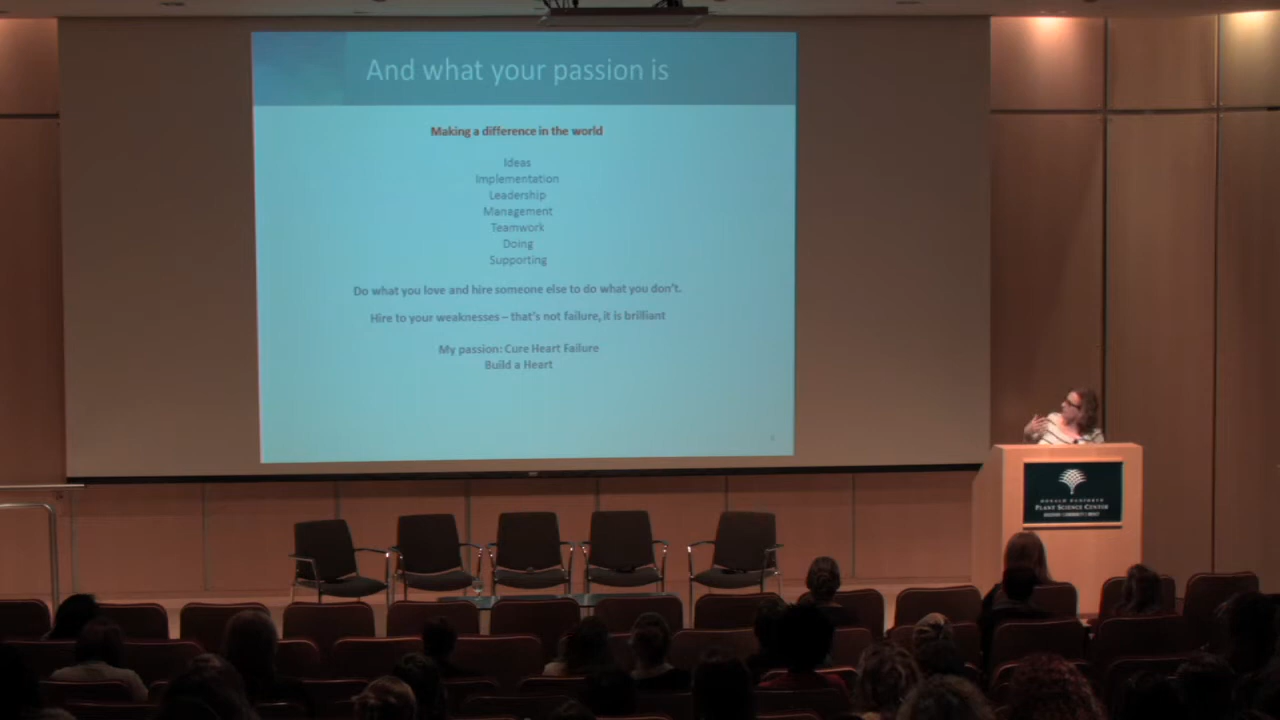 And what your passion is
Making a difference in the world
Ideas
Implementation
Leadership
Management
Teamwork
Doing
Supporting
Do what you love and hire someone else to do what you don't.
Hire to your weaknesses – that's not failure, it is brilliant
My passion: Cure Heart Failure
Build a Heart
DONALD DANFORTH
PLANT SCIENCE CENTER